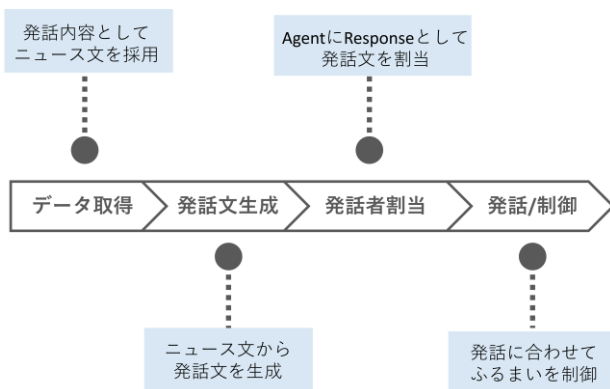 発話内容として
ニュース文を採用
AgentにResponseとして
発話文を割当
データ取得
発話文生成
発話者割当
発話/制御
ニュース文から
発話文を生成
発話に合わせて
ふるまいを制御